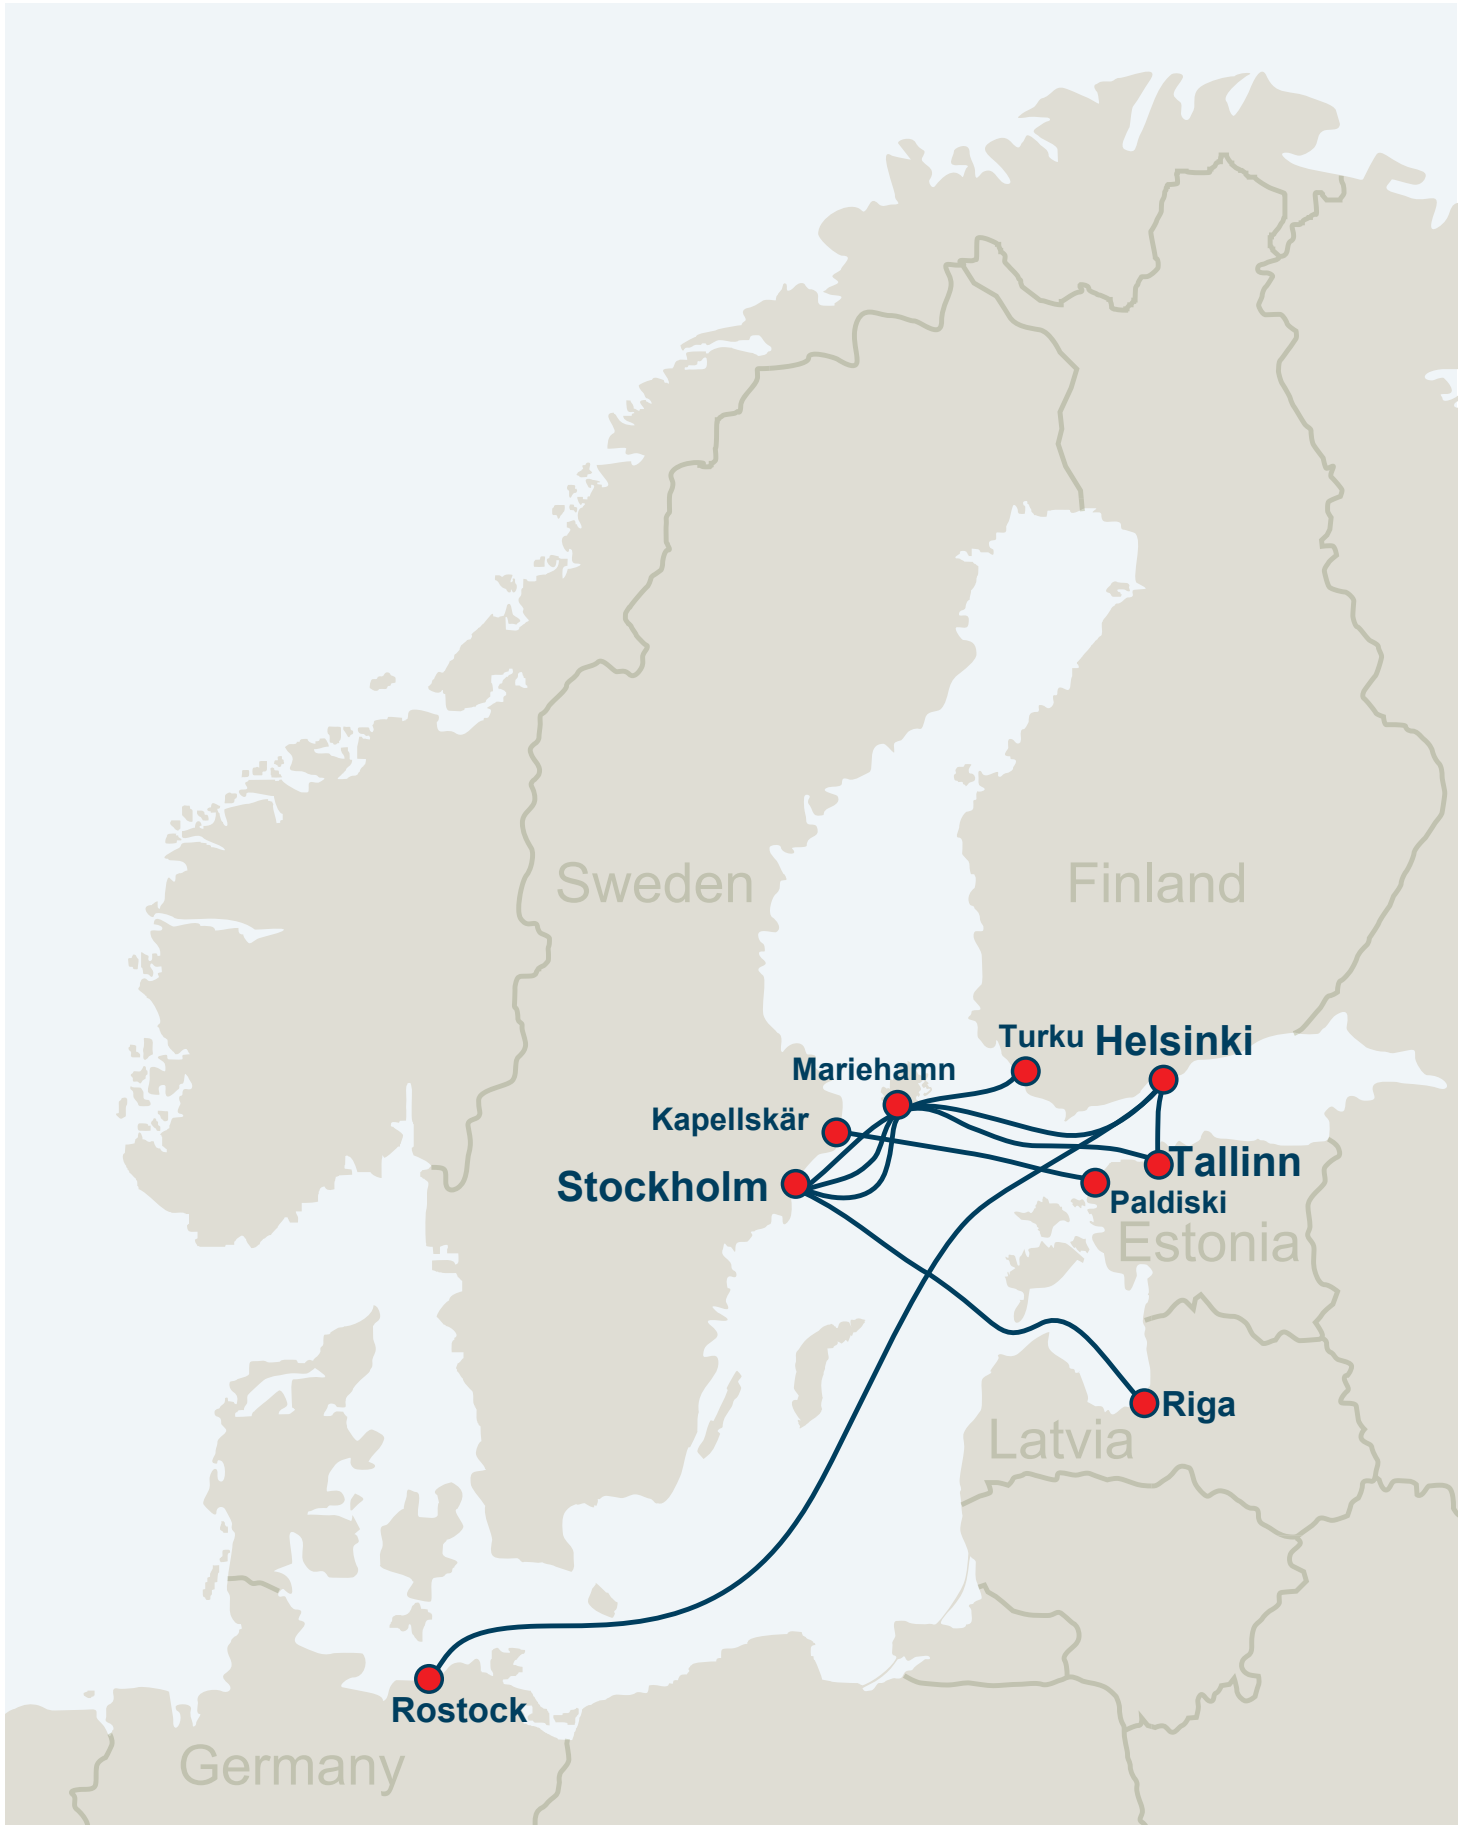 Sweden
Finland
Turku
Helsinki
Mariehamn
Kapellskär
Tallinn
Stockholm
Paldiski
Estonia
Riga
Latvia
Rostock
Germany